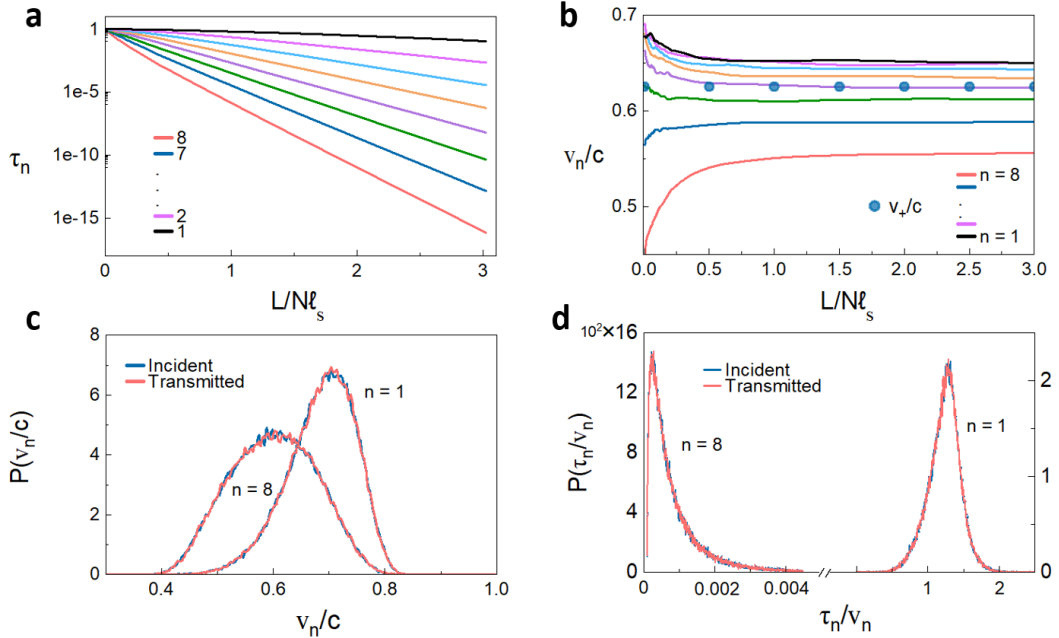 a
1
1e-5
1e-10
1e-15
τn
8
7
.
.
.
2
1
0
1
2
3
L/Nℓs
b
0.7
0.6
0.5
vn/c
v+/c
n = 8
.
.
n = 1
0.0
0.5
1.0
1.5
2.0
2.5
3.0
L/Nℓs
c
8
6
4
2
0
P(vn/c)
Incident
Transmitted
n = 1
n = 8
0.4
0.6
0.8
1.0
vn/c
d
10²×16
12
8
4
0
P(τn/vn)
Incident
Transmitted
n = 8
n = 1
2
1
0
0
0.002
0.004
1
2
τn/vn